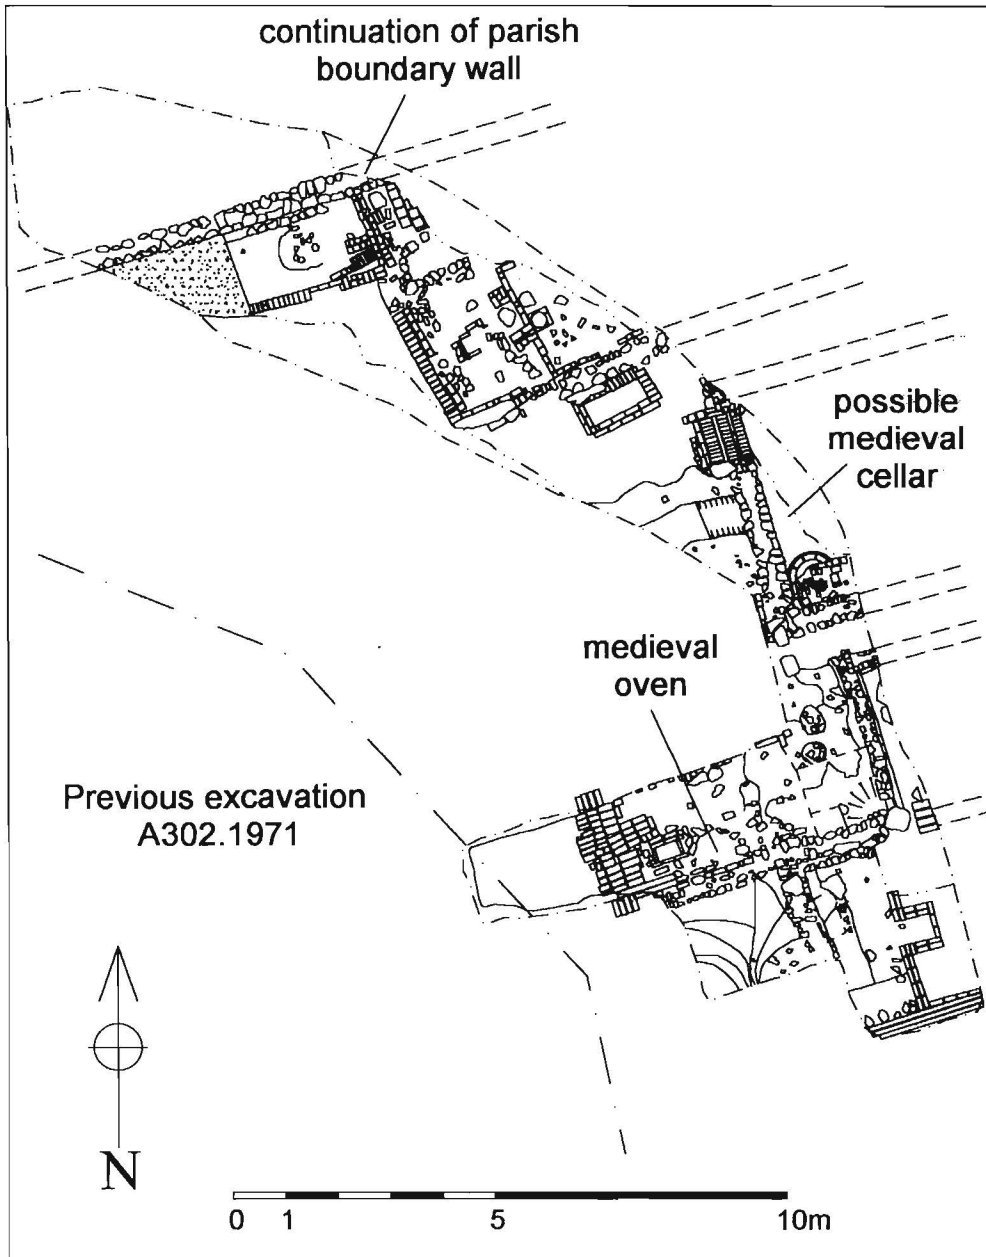 continuation of parish
boundary wall
possible
medieval
cellar
medieval
oven
Previous excavation
A302.1971
N
0 1 5 10m